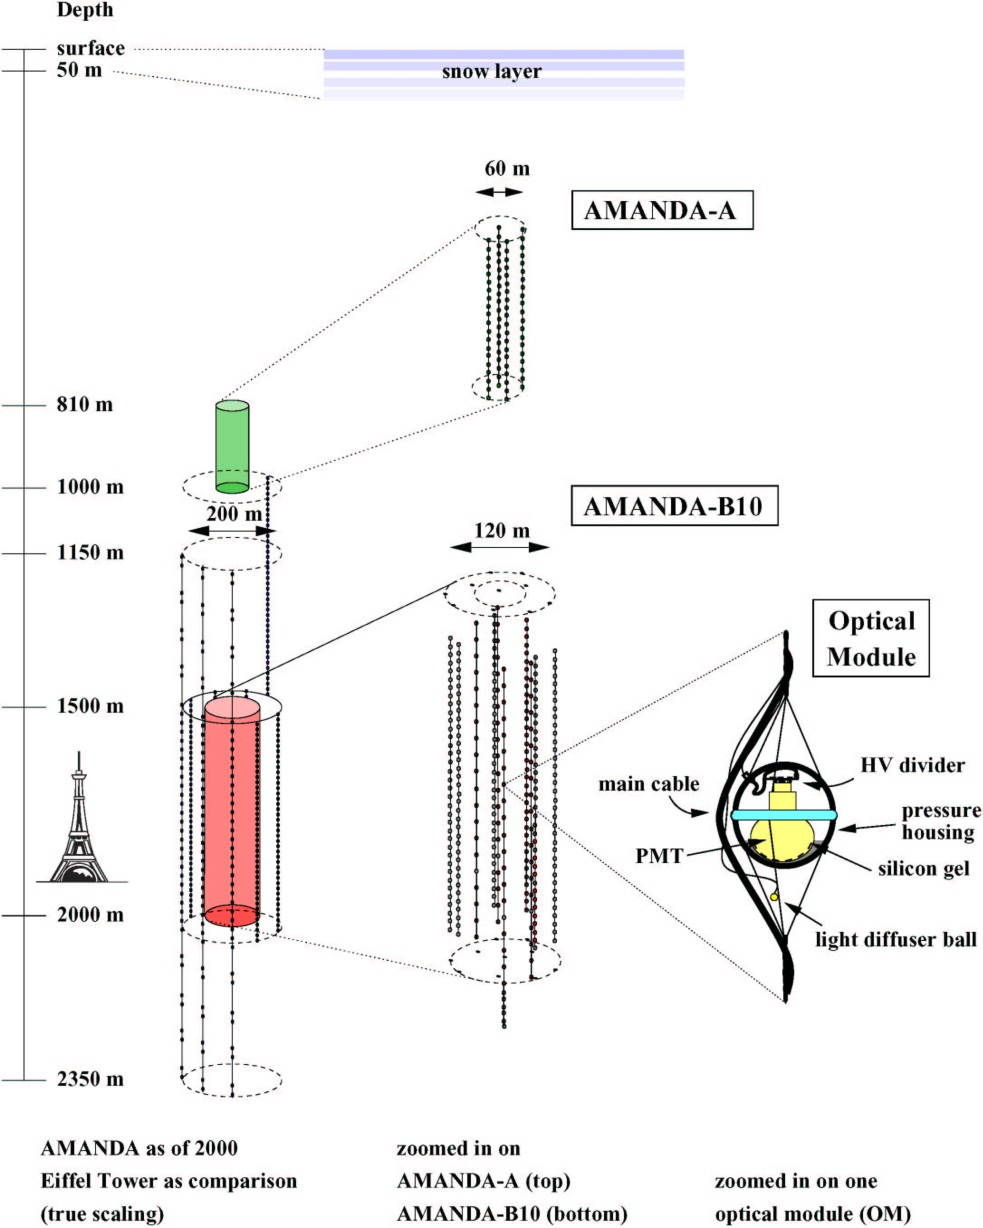 Depth
surface
50 m
snow layer
60 m
AMANDA-A
810 m
1000 m
200 m
AMANDA-B10
120 m
1150 m
Optical
Module
1500 m
HV divider
main cable
pressure
housing
PMT
silicon gel
2000 m
light diffuser ball
2350 m
AMANDA as of 2000
Eiffel Tower as comparison
(true scaling)
zoomed in on
AMANDA-A (top)
AMANDA-B10 (bottom)
zoomed in on one
optical module (OM)